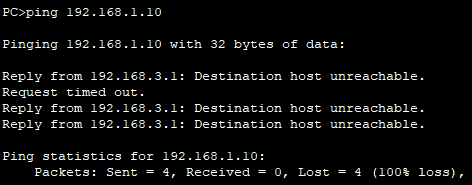 PC>ping 192.168.1.10
Pinging 192.168.1.10 with 32 bytes of data:
Reply from 192.168.3.1: Destination host unreachable.
Request timed out.
Reply from 192.168.3.1: Destination host unreachable.
Reply from 192.168.3.1: Destination host unreachable.
Ping statistics for 192.168.1.10:
Packets: Sent = 4, Received = 0, Lost = 4 (100% loss),